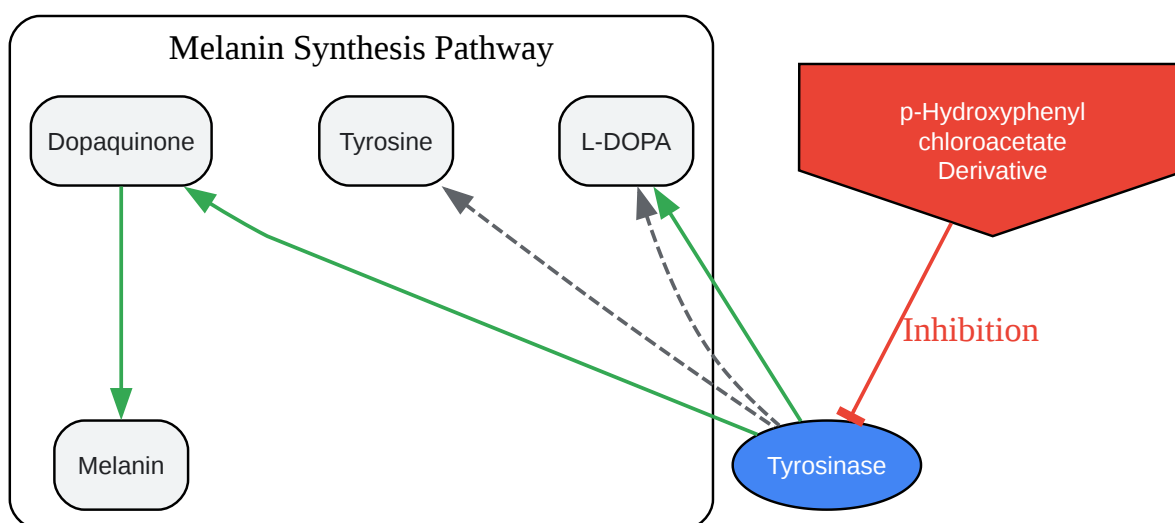 Melanin Synthesis Pathway
Dopaquinone
Tyrosine
L-DOPA
p-Hydroxyphenyl
chloroacetate
Derivative
Inhibition
Melanin
Tyrosinase